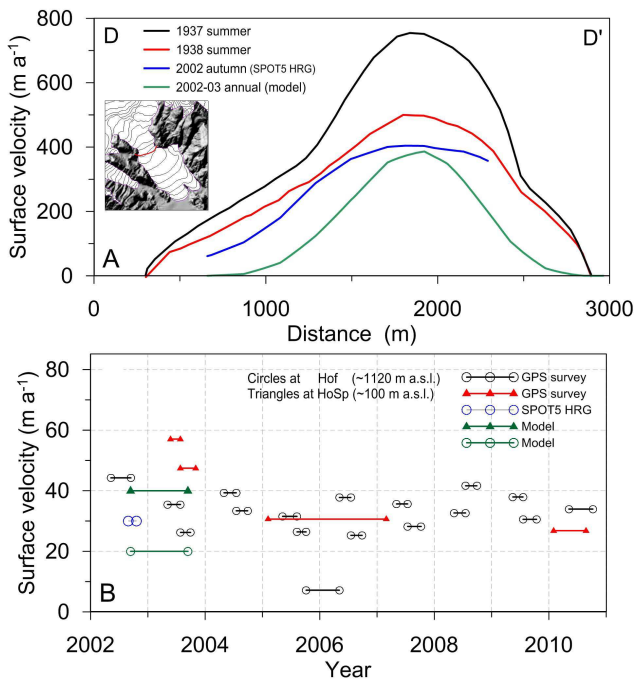 Surface velocity (m a⁻¹)
800
600
400
200
0
D
D'
1937 summer
1938 summer
2002 autumn (SPOT5 HRG)
2002-03 annual (model)
A
0
1000
2000
3000
Distance (m)
Surface velocity (m a⁻¹)
80
60
40
20
0
Circles at Hof (~1120 m a.s.l.)
Triangles at HoSp (~100 m a.s.l.)
GPS survey
GPS survey
SPOT5 HRG
Model
Model
B
2002
2004
2006
2008
2010
Year